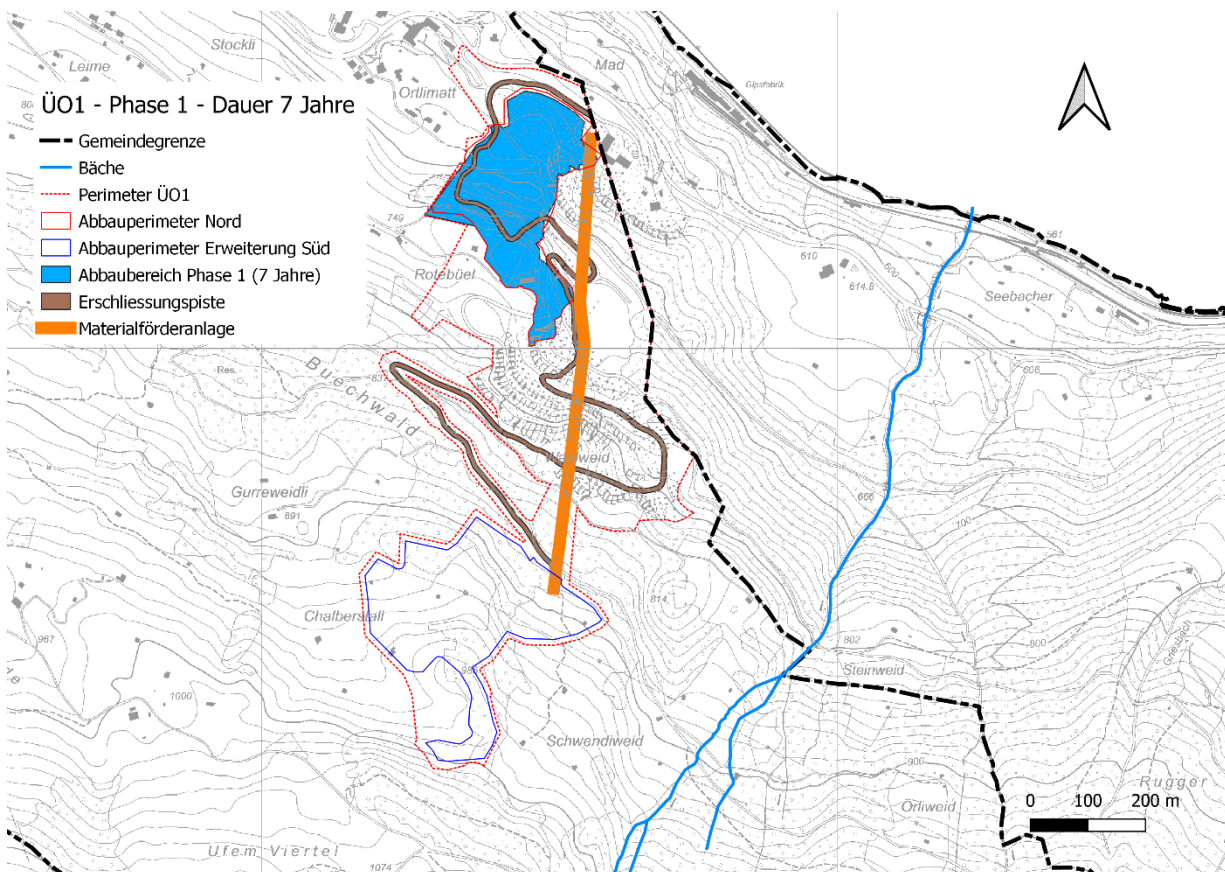 Stöckli
Leime
Mad
Ortlimatt
Gipsfabrik
ÜO1 - Phase 1 - Dauer 7 Jahre
Gemeindegrenze
Bäche
Perimeter ÜO1
Abbauperimeter Nord
Abbauperimeter Erweiterung Süd
Abbaubereich Phase 1 (7 Jahre)
Erschliessungspiste
Materialförderanlage
749
561
610
600
614.8
Rotebüel
Seebacher
606
Res.
Buechwald
Waldweid
Gurreweidli
891
666
700
814
Chalberstall
967
802
800
Steinweid
Griesbach
1000
Schwendiweid
900
Rugger
Örliweid
0 100 200 m
Ufem Viertel
1074